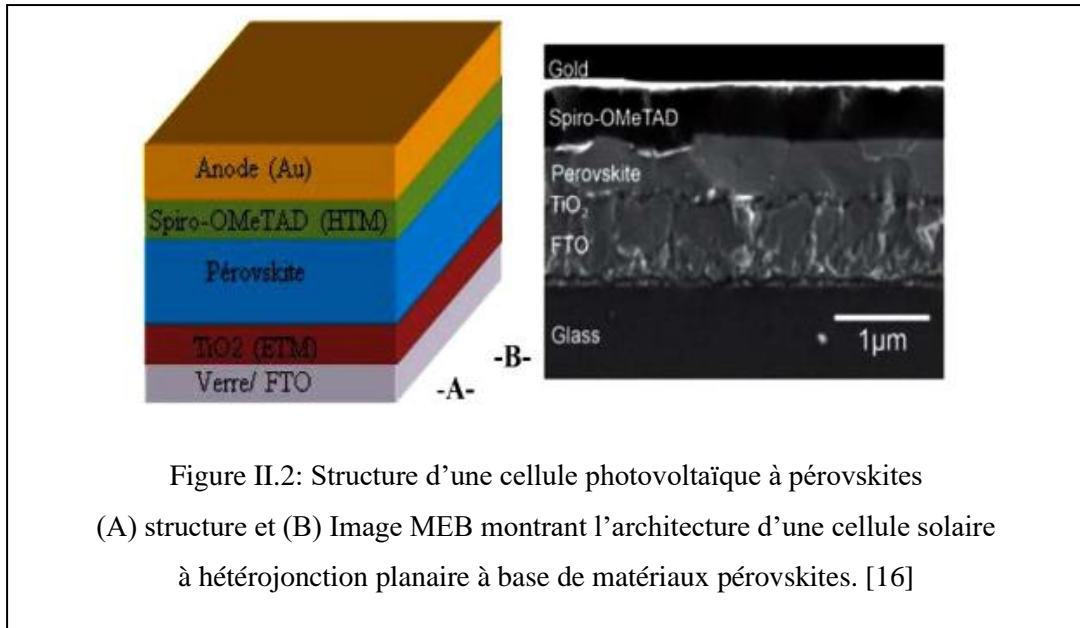 Anode (Au)
Spiro-OMeTAD (HTM)
Pérovskite
TiO2 (ETM)
Verre/ FTO
-A-
-B-
Gold
Spiro-OMeTAD
Perovskite
TiO₂
FTO
Glass
1µm
Figure II.2: Structure d’une cellule photovoltaïque à pérovskites
(A) structure et (B) Image MEB montrant l’architecture d’une cellule solaire
à hétérojonction planaire à base de matériaux pérovskites. [16]